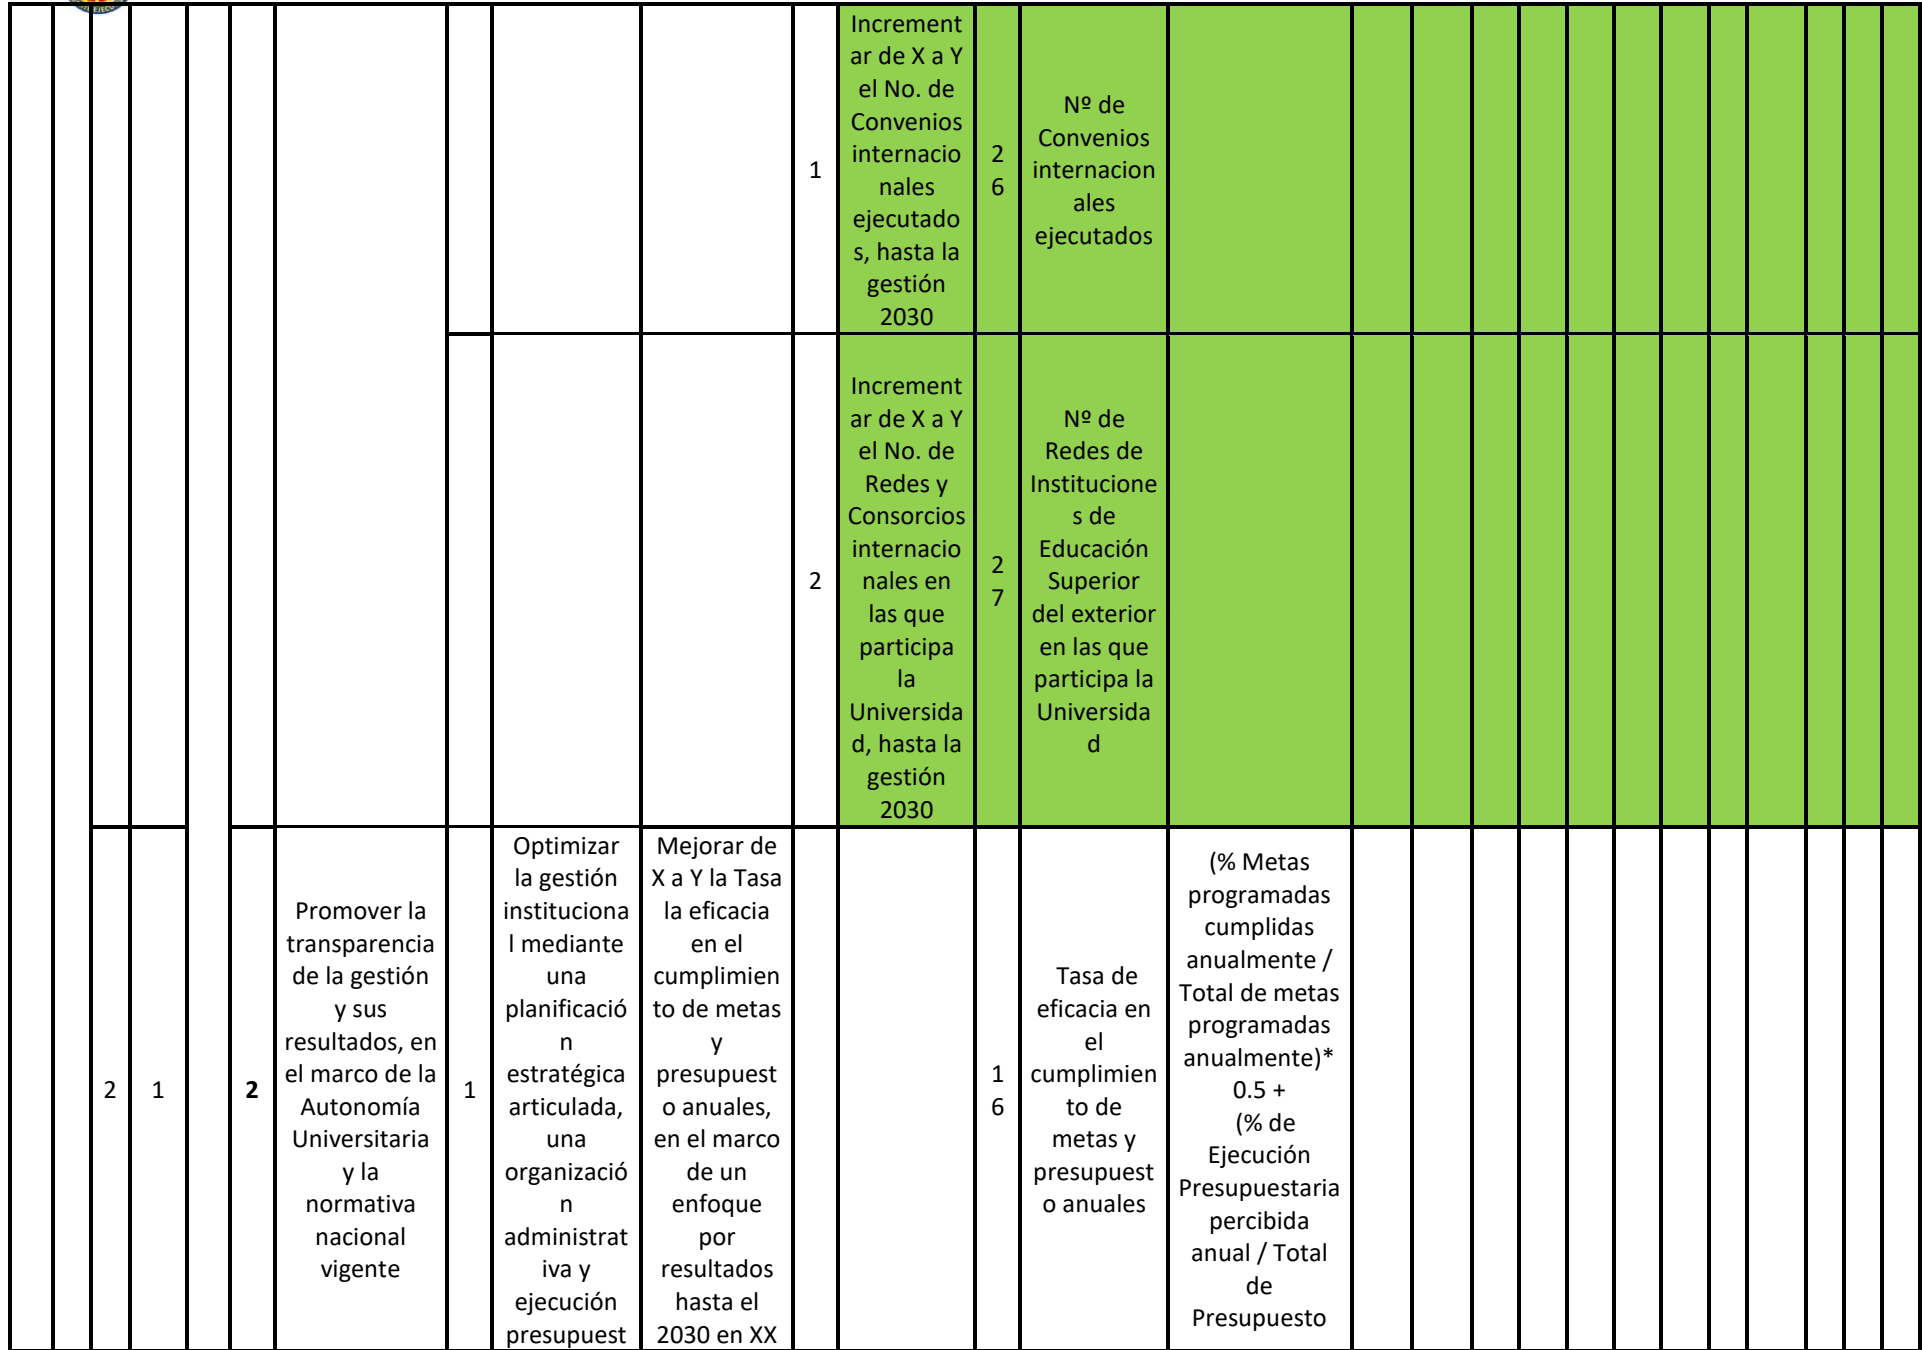 1
Increment
ar de X a Y
el No. de
Convenios
internacio
nales
ejecutado
s, hasta la
gestión
2030
2
6
Nº de
Convenios
internacion
ales
ejecutados
2
Increment
ar de X a Y
el No. de
Redes y
Consorcios
internacio
nales en
las que
participa
la
Universida
d, hasta la
gestión
2030
2
7
Nº de
Redes de
Institucione
s de
Educación
Superior
del exterior
en las que
participa la
Universida
d
2
1
2
Promover la
transparencia
de la gestión
y sus
resultados, en
el marco de la
Autonomía
Universitaria
y la
normativa
nacional
vigente
1
Optimizar
la gestión
instituciona
l mediante
una
planificació
n
estratégica
articulada,
una
organizació
n
administrat
iva y
ejecución
presupuest
Mejorar de
X a Y la Tasa
la eficacia
en el
cumplimien
to de metas
y
presupuest
o anuales,
en el marco
de un
enfoque
por
resultados
hasta el
2030 en XX
1
6
Tasa de
eficacia en
el
cumplimien
to de
metas y
presupuest
o anuales
(% Metas
programadas
cumplidas
anualmente /
Total de metas
programadas
anualmente)*
0.5 +
(% de
Ejecución
Presupuestaria
percibida
anual / Total
de
Presupuesto